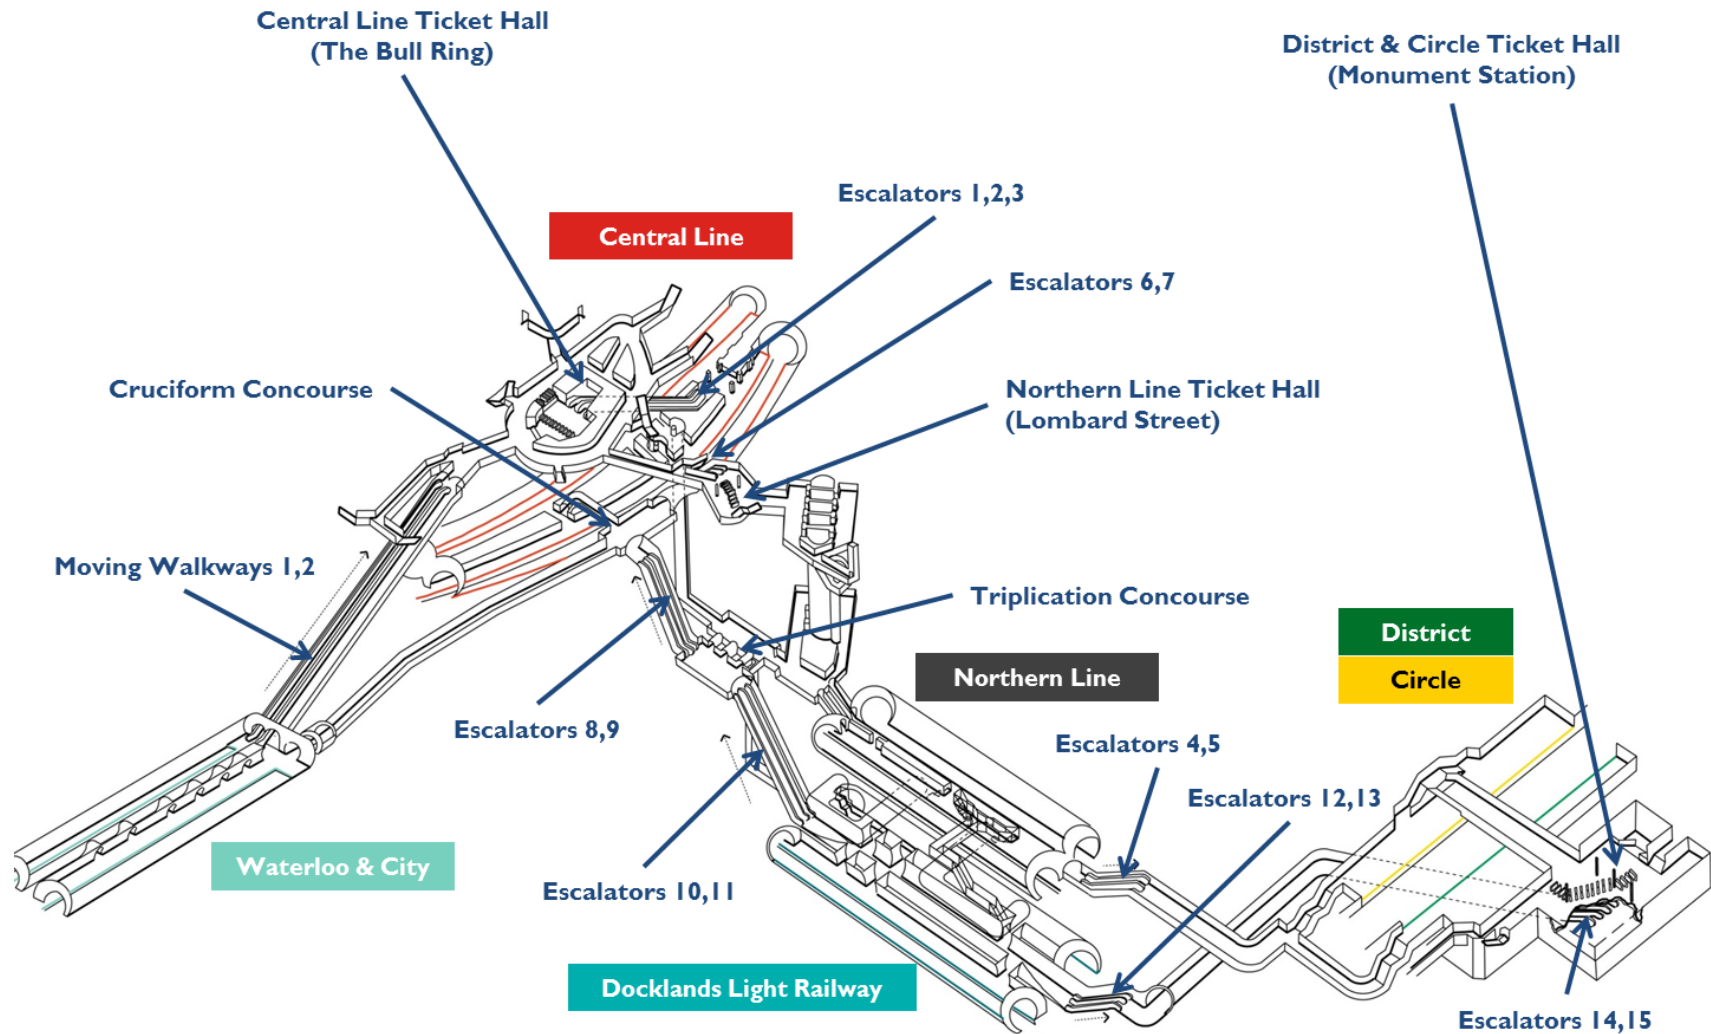 Central Line Ticket Hall
(The Bull Ring)
District & Circle Ticket Hall
(Monument Station)
Escalators 1,2,3
Central Line
Escalators 6,7
Cruciform Concourse
Northern Line Ticket Hall
(Lombard Street)
Moving Walkways 1,2
Triplication Concourse
District
Circle
Northern Line
Escalators 8,9
Escalators 4,5
Escalators 12,13
Waterloo & City
Escalators 10,11
Docklands Light Railway
Escalators 14,15